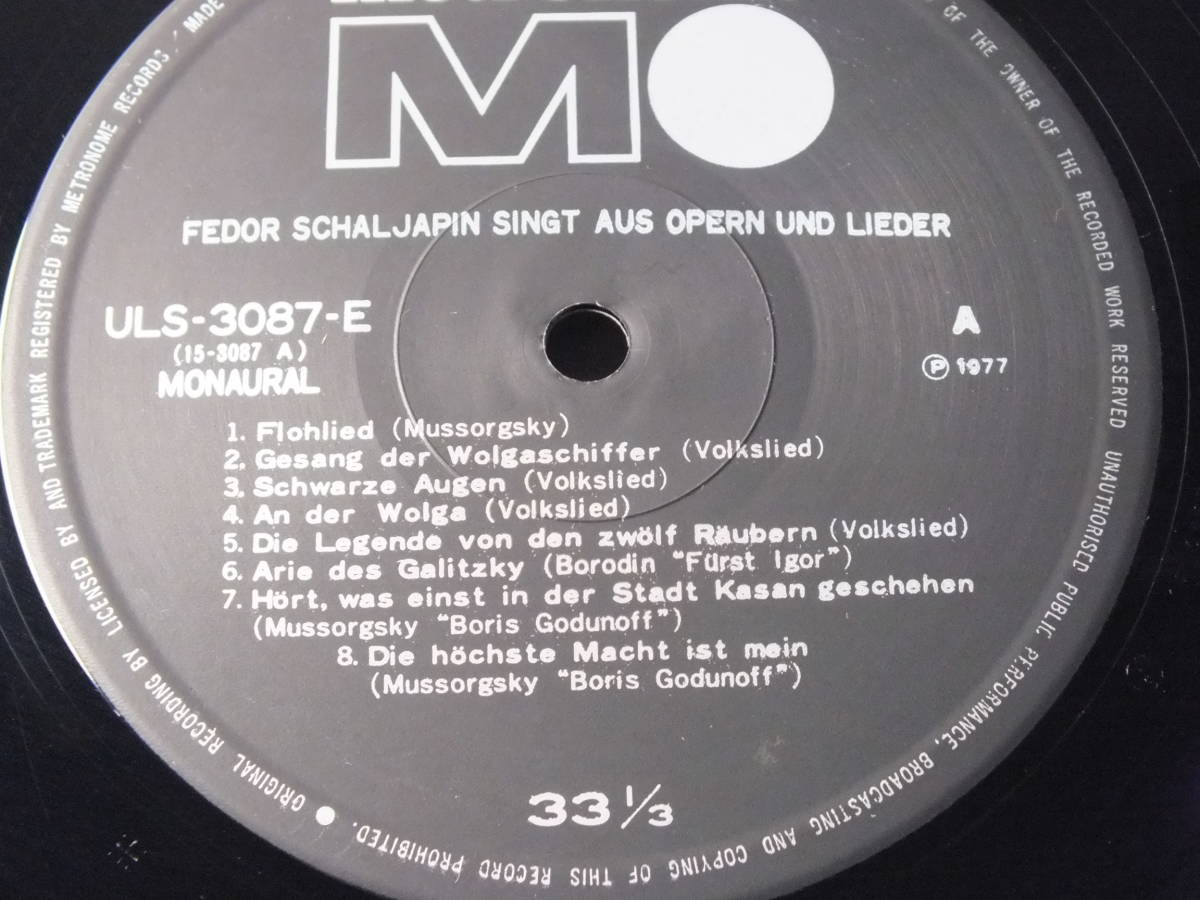 MO
FEDOR SCHALJAPIN SINGT AUS OPERN UND LIEDER
ULS-3087-E
(15-3087 A)
MONAURAL
A
Ⓟ 1977
1. Flohlied (Mussorgsky)
2. Gesang der Wolgaschiffer (Volkslied)
3. Schwarze Augen (Volkslied)
4. An der Wolga (Volkslied)
5. Die Legende von den zwölf Räubern (Volkslied)
6. Arie des Galitzky (Borodin "Fürst Igor")
7. Hört, was einst in der Stadt Kasan geschehen
(Mussorgsky "Boris Godunoff")
8. Die höchste Macht ist mein
(Mussorgsky "Boris Godunoff")
33 1/3
ORIGINAL RECORDING BY LICENSED BY AND TRADEMARK REGISTERED BY METRONOME RECORDS / MADE
OF THE OWNER OF THE RECORDED WORK RESERVED UNAUTHORISED PUBLIC PERFORMANCE, BROADCASTING AND COPYING OF THIS RECORD PROHIBITED.